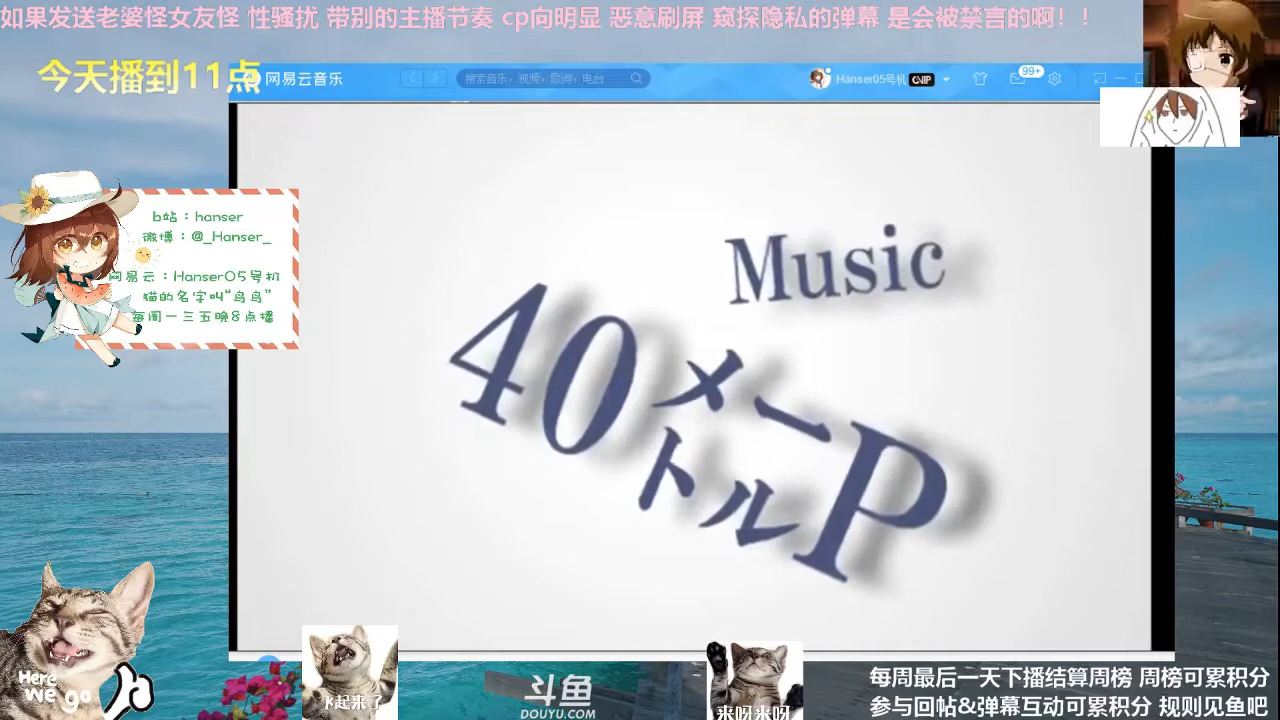 如果发送老婆怪女友怪 性骚扰 带别的主播节奏 cp向明显 恶意刷屏 窥探隐私的弹幕 是会被禁言的啊！！
今天播到11点
网易云音乐
搜索音乐，视频，歌词，电台
Hanser05号机
VIP
99+
b站：hanser
微博：@_Hanser_
网易云：Hanser05号机
猫的名字叫“乌乌”
每周一三五晚8点播
Music
40メートルP
Here
we go
飞起来了
斗鱼
DOUYU.COM
来呀来呀
每周最后一天下播结算周榜 周榜可累积分
参与回帖&弹幕互动可累积分 规则见鱼吧